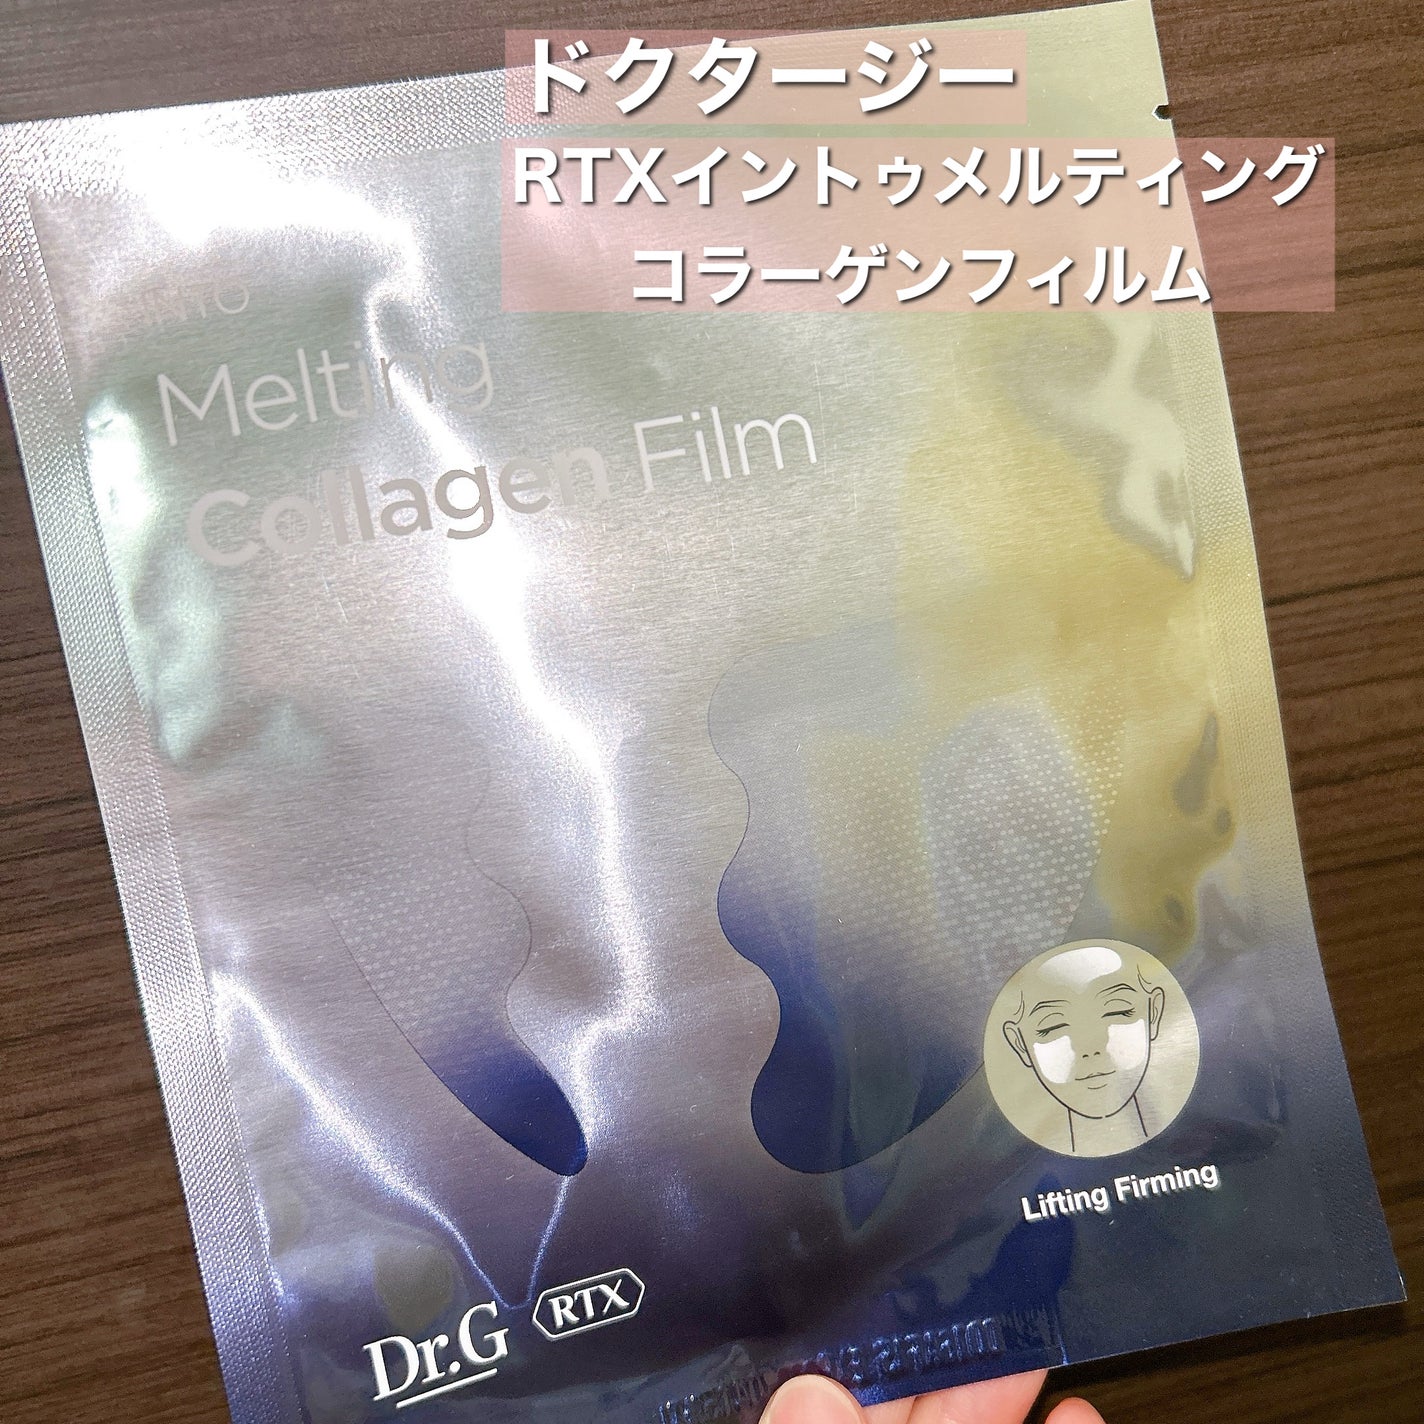 ドクタージー
RTXイントゥメルティング
コラーゲンフィルム
INTO
Melting
Collagen Film
Lifting Firming
Dr.G RTX